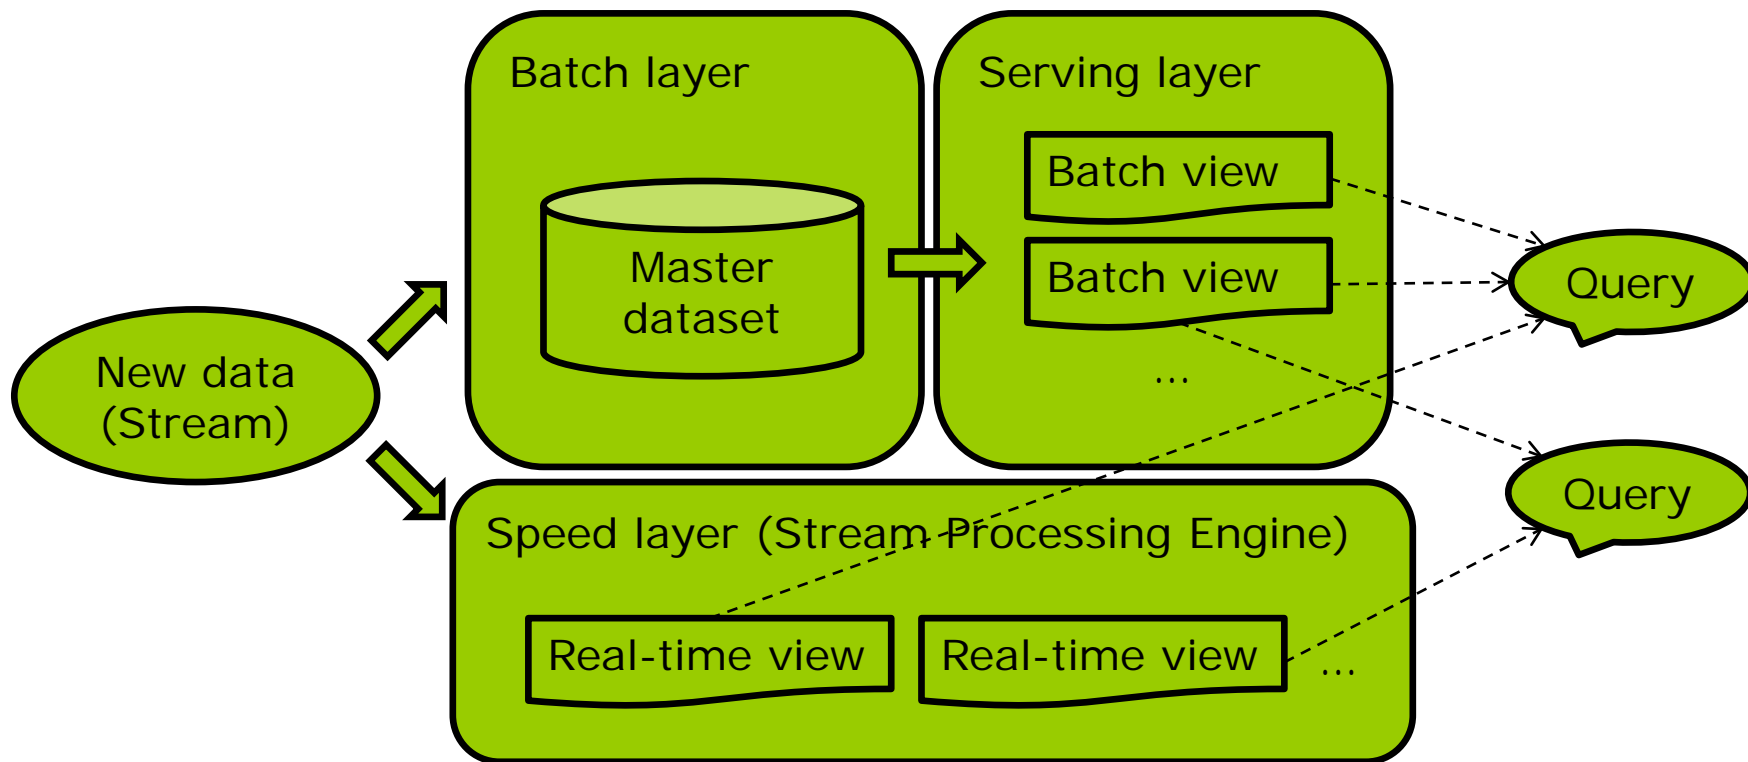 Batch layer
Master
dataset
Serving layer
Batch view
Batch view
...
New data
(Stream)
Speed layer (Stream Processing Engine)
Real-time view
Real-time view
...
Query
Query